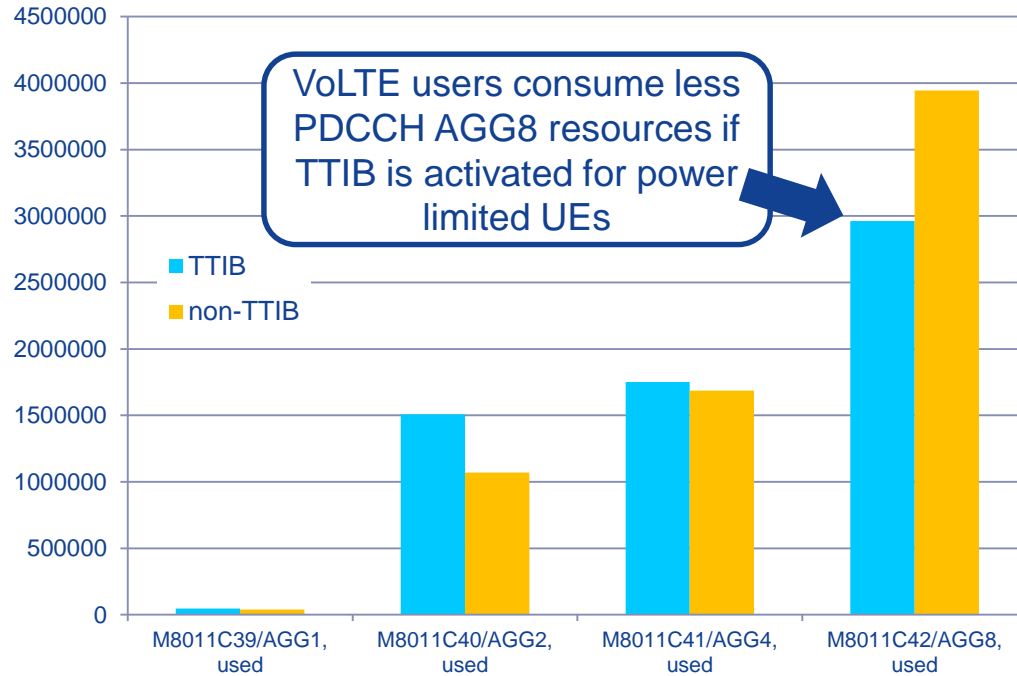 4500000
4000000
3500000
3000000
2500000
2000000
1500000
1000000
500000
0
VoLTE users consume less
PDCCH AGG8 resources if
TTIB is activated for power
limited UEs
TTIB
non-TTIB
M8011C39/AGG1,
used
M8011C40/AGG2,
used
M8011C41/AGG4,
used
M8011C42/AGG8,
used